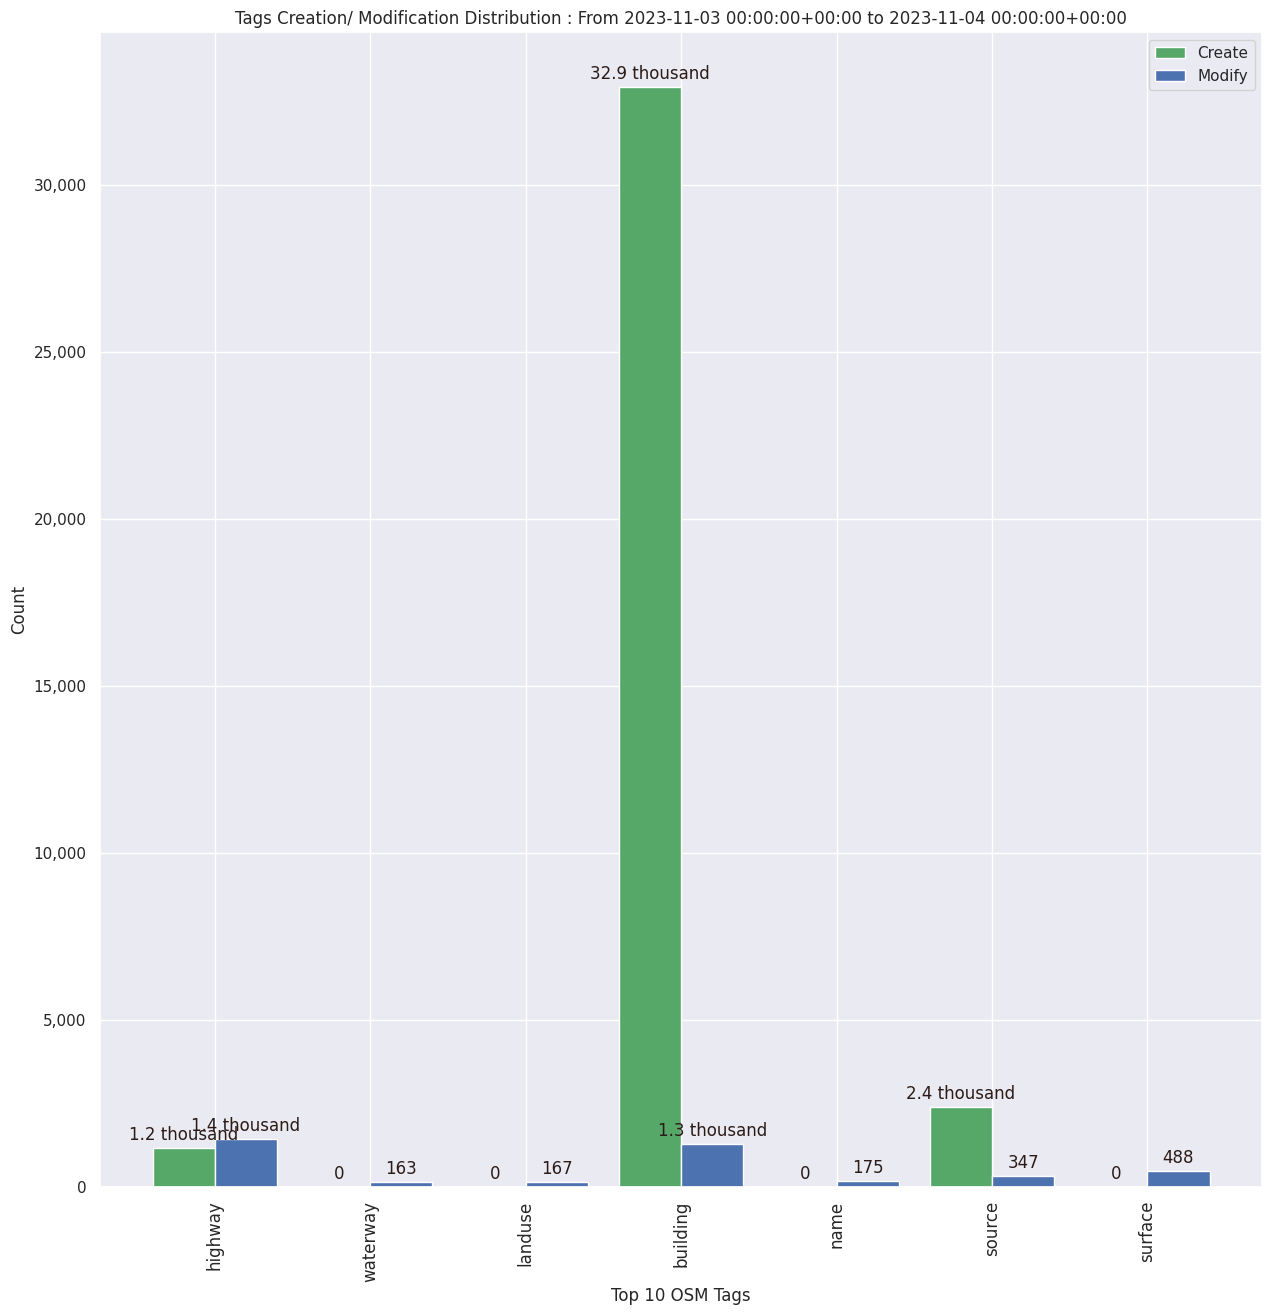 Tags Creation/ Modification Distribution : From 2023-11-03 00:00:00+00:00 to 2023-11-04 00:00:00+00:00
Create
Modify
32.9 thousand
30,000
25,000
20,000
15,000
10,000
5,000
0
Count
1.2 thousand
1.4 thousand
0
163
0
167
1.3 thousand
0
175
2.4 thousand
347
0
488
highway
waterway
landuse
building
name
source
surface
Top 10 OSM Tags